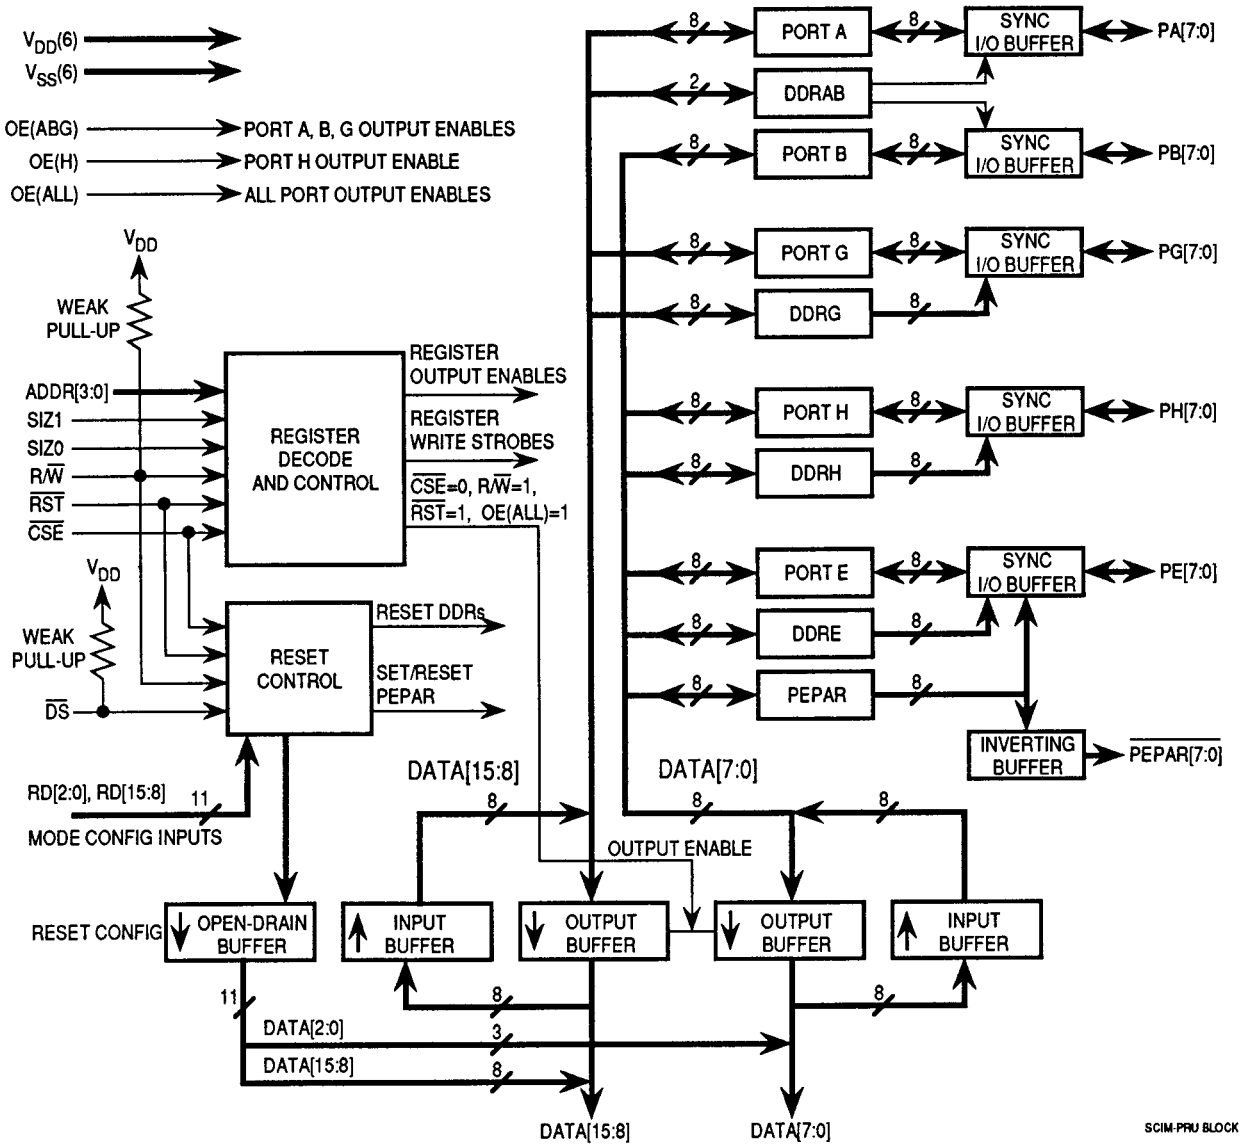 VDD(6)
VSS(6)
OE(ABG)
PORT A, B, G OUTPUT ENABLES
OE(H)
PORT H OUTPUT ENABLE
OE(ALL)
ALL PORT OUTPUT ENABLES
8
PORT A
8
SYNC
I/O BUFFER
PA[7:0]
2
DDRAB
8
PORT B
8
SYNC
I/O BUFFER
PB[7:0]
8
PORT G
8
SYNC
I/O BUFFER
PG[7:0]
8
DDRG
8
8
PORT H
8
SYNC
I/O BUFFER
PH[7:0]
8
DDRH
8
8
PORT E
8
SYNC
I/O BUFFER
PE[7:0]
8
DDRE
8
8
PEPAR
8
INVERTING
BUFFER
PEPAR[7:0]
VDD
WEAK
PULL-UP
ADDR[3:0]
SIZ1
SIZ0
R/W
RST
CSE
REGISTER
DECODE
AND CONTROL
REGISTER
OUTPUT ENABLES
REGISTER
WRITE STROBES
CSE=0, R/W=1,
RST=1, OE(ALL)=1
VDD
WEAK
PULL-UP
DS
RESET
CONTROL
RESET DDRs
SET/RESET
PEPAR
RD[2:0], RD[15:8]
11
MODE CONFIG INPUTS
DATA[15:8]
8
DATA[7:0]
8
8
OUTPUT ENABLE
RESET CONFIG
OPEN-DRAIN
BUFFER
INPUT
BUFFER
OUTPUT
BUFFER
OUTPUT
BUFFER
INPUT
BUFFER
11
8
8
DATA[2:0]
3
DATA[15:8]
8
DATA[15:8]
DATA[7:0]
SCIM-PRU BLOCK